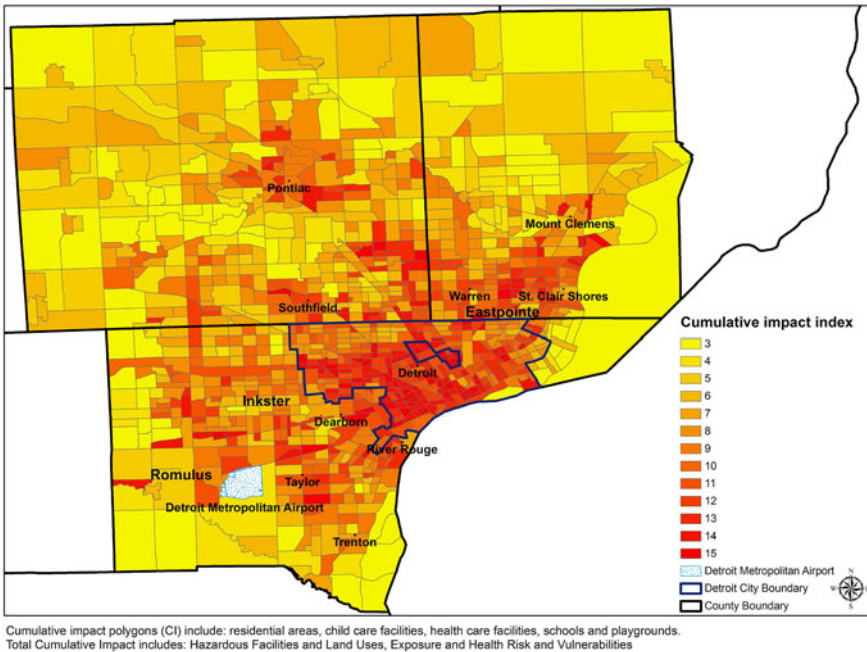 Pontiac
Mount Clemens
Warren
St. Clair Shores
Southfield
Eastpointe
Detroit
Inkster
Dearborn
River Rouge
Romulus
Taylor
Detroit Metropolitan Airport
Trenton
Cumulative impact index
3
4
5
6
7
8
9
10
11
12
13
14
15
Detroit Metropolitan Airport
Detroit City Boundary
County Boundary
N
W
E
S
Cumulative impact polygons (CI) include: residential areas, child care facilities, health care facilities, schools and playgrounds.
Total Cumulative Impact includes: Hazardous Facilities and Land Uses, Exposure and Health Risk and Vulnerabilities